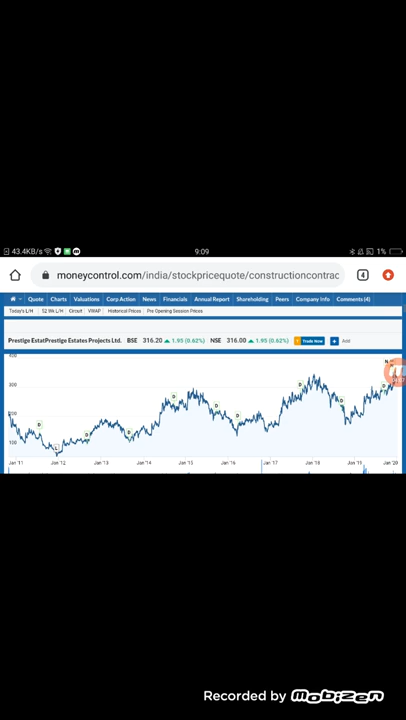 43.4KB/s 9:09 1%
moneycontrol.com/india/stockpricequote/constructioncontrac 4
Quote Charts Valuations Corp Action News Financials Annual Report Shareholding Peers Company Info Comments (4)
Today's L/H 52 Wk L/H Circuit VWAP Historical Prices Pre Opening Session Prices
Prestige EstatPrestige Estates Projects Ltd. BSE 316.20 1.95 (0.62%) NSE 316.00 1.95 (0.62%) Trade Now + Add
400
300
200
100
D D D D D D D D D D
Jan '11 Jan '12 Jan '13 Jan '14 Jan '15 Jan '16 Jan '17 Jan '18 Jan '19 Jan '20
Recorded by Mobizen